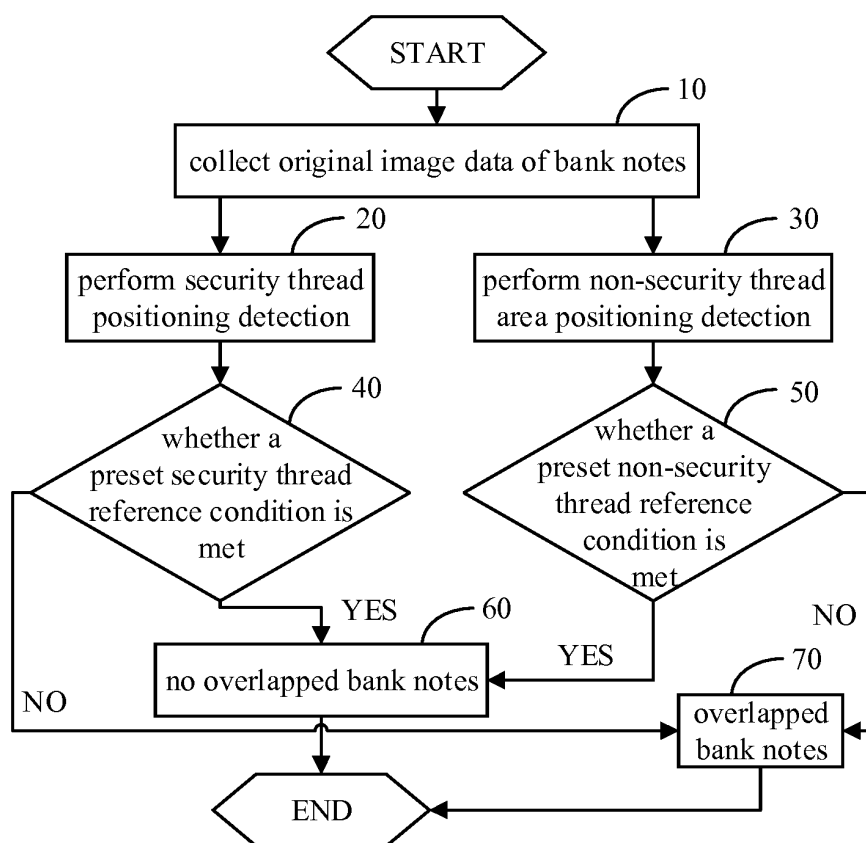 START
10
collect original image data of bank notes
20
30
perform security thread
positioning detection
perform non-security thread
area positioning detection
40
50
whether a
preset security thread
reference condition is
met
whether a
preset non-security
thread reference
condition is
met
YES
60
NO
no overlapped bank notes
YES
70
NO
overlapped
bank notes
END